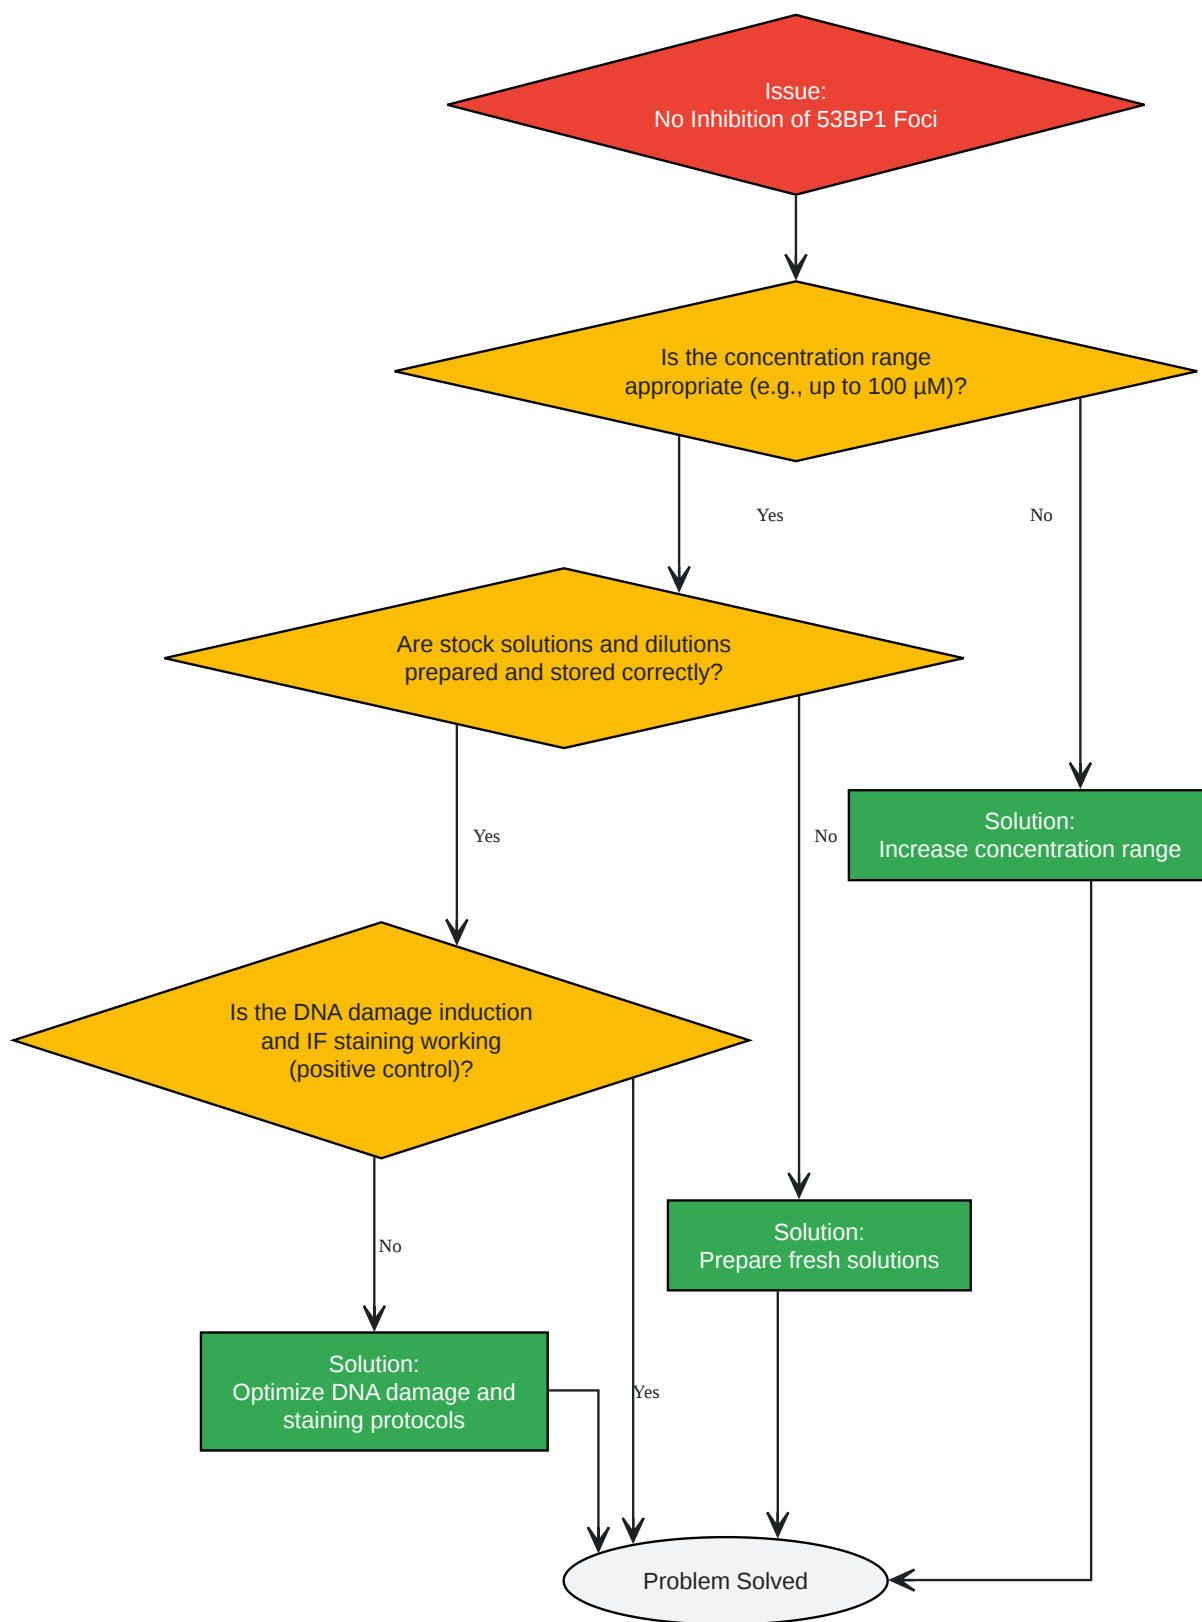 Issue:
No Inhibition of 53BP1 Foci
Is the concentration range
appropriate (e.g., up to 100 µM)?
Yes
No
Are stock solutions and dilutions
prepared and stored correctly?
Solution:
Increase concentration range
Yes
No
Is the DNA damage induction
and IF staining working
(positive control)?
Solution:
Prepare fresh solutions
No
Solution:
Optimize DNA damage and
staining protocols
Yes
Problem Solved